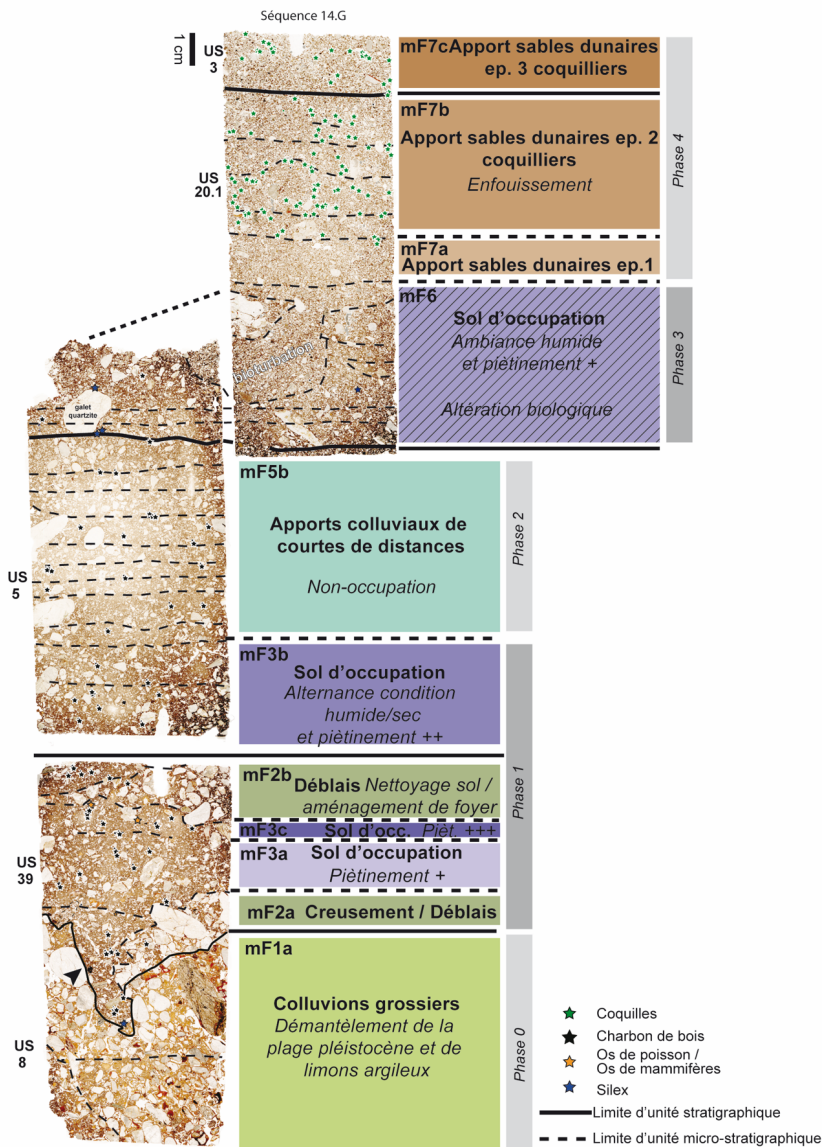 Séquence 14.G
1 cm
US
3
mF7cApport sables dunaires
ep. 3 coquilliers
mF7b
Apport sables dunaires ep. 2
coquilliers
Enfouissement
US
20.1
Phase 4
mF7a
Apport sables dunaires ep.1
mF6
Sol d'occupation
Ambiance humide
et piètinement +
Altération biologique
Phase 3
bioturbation
galet
quartzite
mF5b
Apports colluviaux de
courtes de distances
Non-occupation
Phase 2
US
5
mF3b
Sol d'occupation
Alternance condition
humide/sec
et piètinement ++
mF2b
Déblais Nettoyage sol /
aménagement de foyer
mF3c Sol d'occ. Pièt. +++
Phase 1
US
39
mF3a Sol d'occupation
Piètinement +
mF2a Creusement / Déblais
mF1a
Colluvions grossiers
Démantèlement de la
plage pléistocène et de
limons argileux
Phase 0
US
8
Coquilles
Charbon de bois
Os de poisson /
Os de mammifères
Silex
Limite d'unité stratigraphique
Limite d'unité micro-stratigraphique